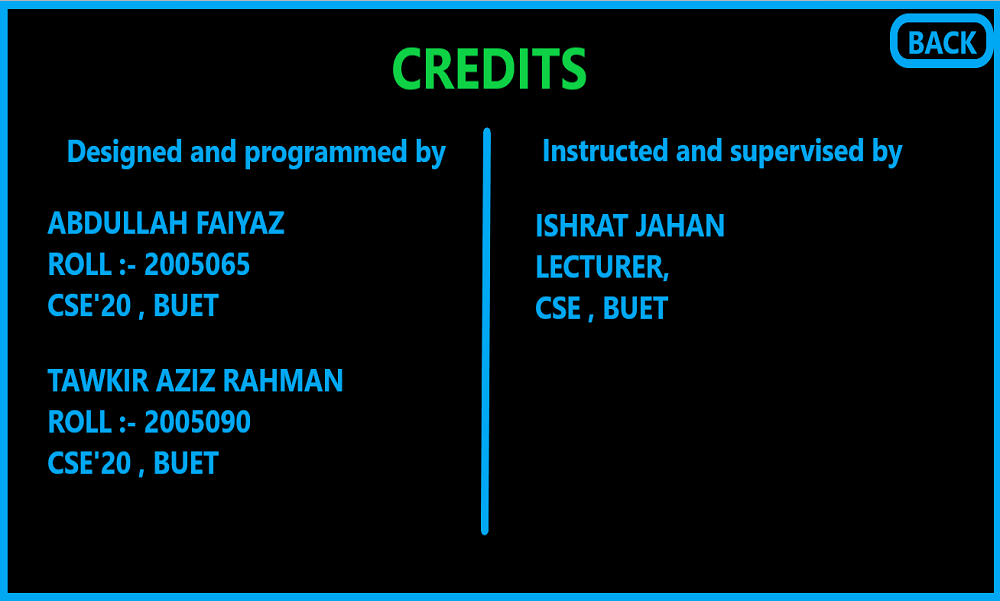 BACK
CREDITS
Designed and programmed by
ABDULLAH FAIYAZ
ROLL :- 2005065
CSE'20 , BUET
TAWKIR AZIZ RAHMAN
ROLL :- 2005090
CSE'20 , BUET
Instructed and supervised by
ISHRAT JAHAN
LECTURER,
CSE , BUET